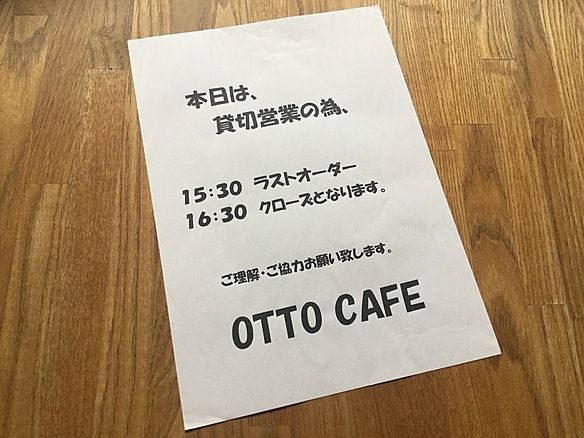 本日は、
貸切営業の為、
15:30 ラストオーダー
16:30 クローズとなります。
ご理解・ご協力お願い致します。
OTTO CAFE